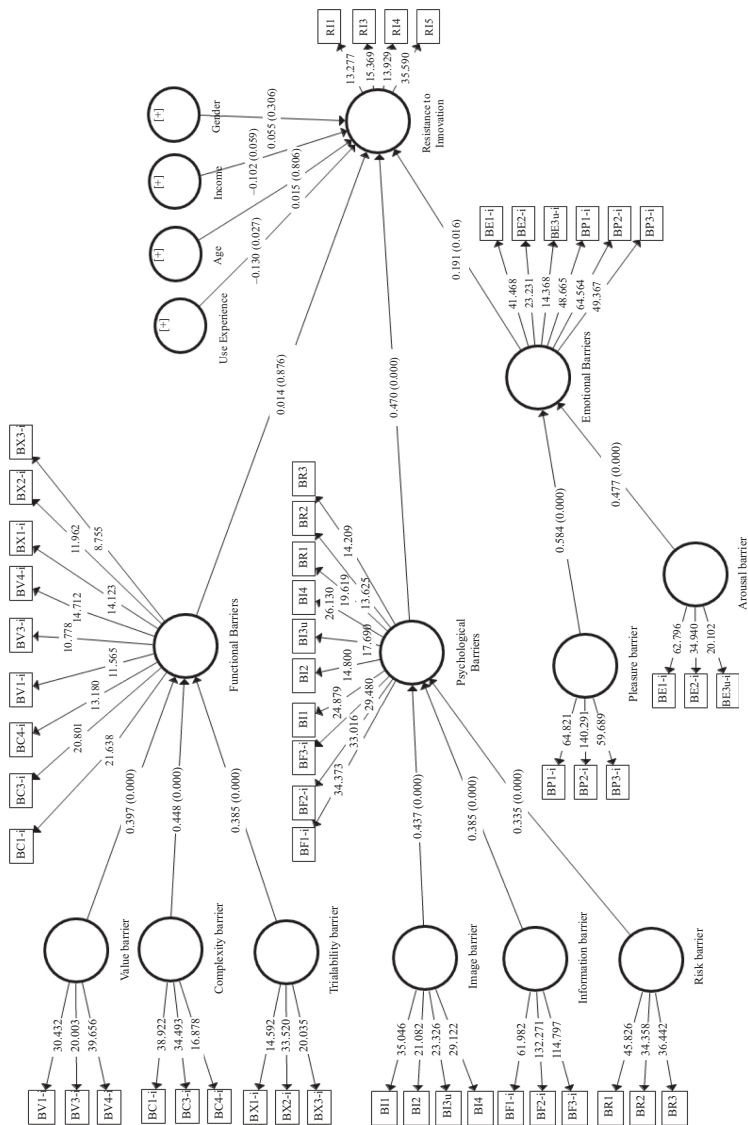 BV1-i
BV3-i
BV4-i
30.432
20.003
39.656
Value barrier
BC1-i
BC3-i
BC4-i
38.922
34.493
16.878
Complexity barrier
BX1-i
BX2-i
BX3-i
14.592
33.520
20.035
Trialability barrier
0.397 (0.000)
0.448 (0.000)
0.385 (0.000)
BC1-i
BC3-i
BC4-i
BV1-i
BV3-i
BV4-i
BX1-i
BX2-i
BX3-i
21.638
20.801
13.180
11.565
10.778
14.712
14.123
11.962
8.755
Functional Barriers
0.014 (0.876)
[+]
Use Experience
[+]
Age
[+]
Income
[+]
Gender
−0.130 (0.027)
0.015 (0.806)
−0.102 (0.059)
0.055 (0.306)
RI1
RI3
RI4
RI5
13.277
15.369
13.929
35.590
Resistance to
Innovation
BI1
BI2
BI3u
BI4
35.046
21.082
23.326
29.122
Image barrier
BF1-i
BF2-i
BF3-i
61.982
132.271
114.797
Information barrier
BR1
BR2
BR3
45.826
34.358
36.442
Risk barrier
0.437 (0.000)
0.385 (0.000)
0.335 (0.000)
BF1-i
BF2-i
BF3-i
BI1
BI2
BI3u
BI4
BR1
BR2
BR3
34.373
33.016
29.480
24.879
14.800
17.690
26.130
19.619
13.625
14.209
Psychological
Barriers
0.470 (0.000)
BP1-i
BP2-i
BP3-i
64.821
140.291
59.689
Pleasure barrier
BE1-i
BE2-i
BE3u-i
62.796
34.940
20.102
Arousal barrier
0.584 (0.000)
0.477 (0.000)
Emotional Barriers
0.191 (0.016)
41.468
23.231
14.368
48.665
64.564
49.367
BE1-i
BE2-i
BE3u-i
BP1-i
BP2-i
BP3-i